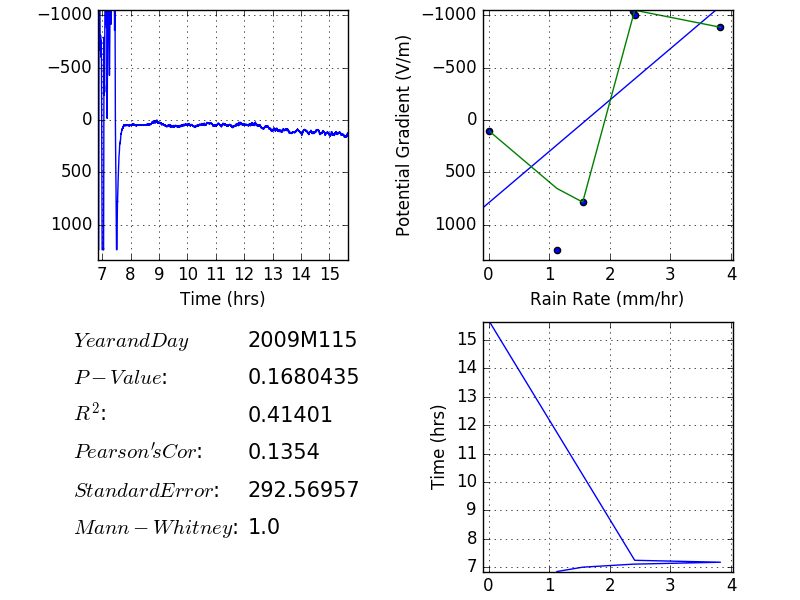 −1000
−500
0
500
1000
7 8 9 10 11 12 13 14 15
Time (hrs)
−1000
−500
0
500
1000
Potential Gradient (V/m)
0 1 2 3 4
Rain Rate (mm/hr)
YearandDay 2009M115
P−Value: 0.1680435
R²: 0.41401
Pearson'sCor: 0.1354
StandardError: 292.56957
Mann−Whitney: 1.0
15
14
13
12
11
10
9
8
7
Time (hrs)
0 1 2 3 4